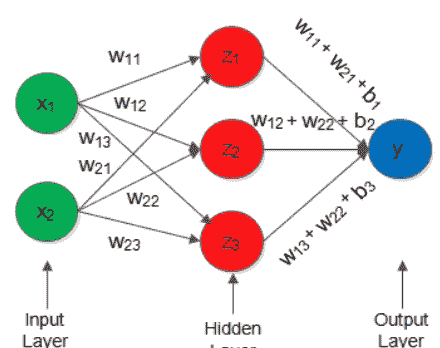 w11
w11 + w21 + b1
z1
x1
w12
w13
w12 + w22 + b2
z2
y
w21
x2
w22
w23
z3
w13 + w22 + b3
Input
Layer
Hidden
Layer
Output
Layer